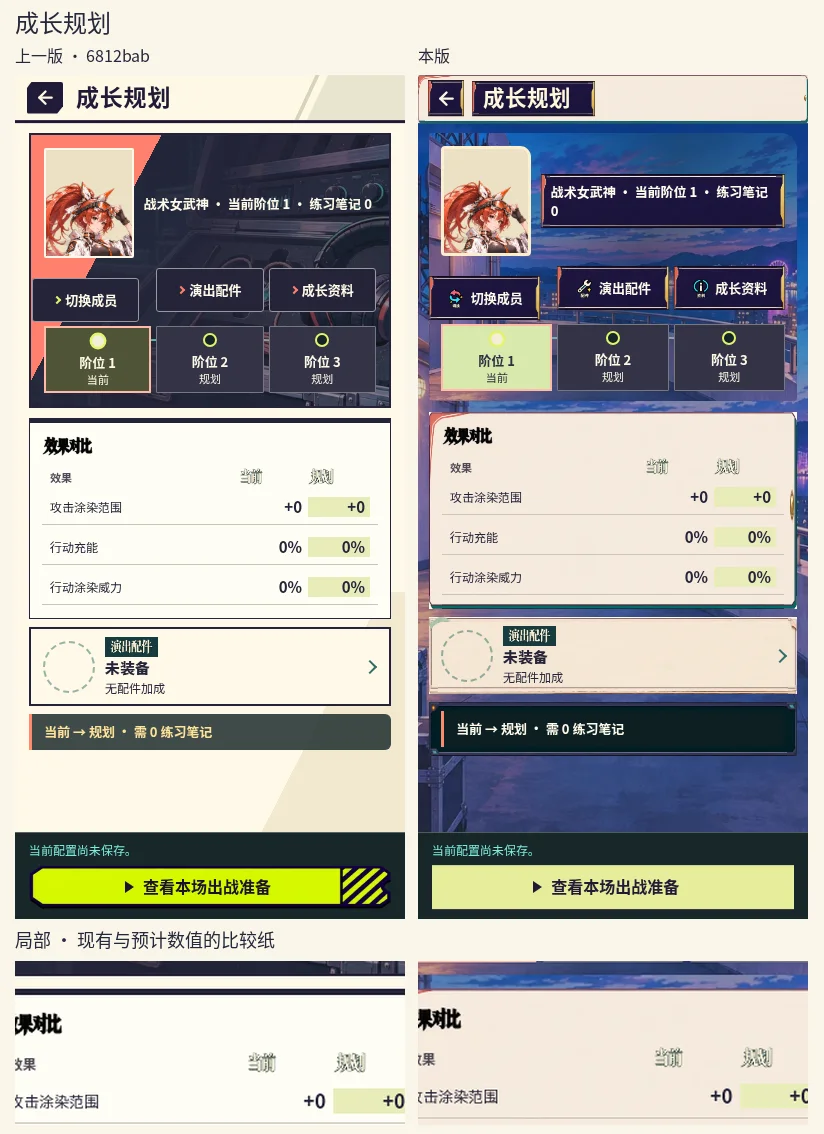 成长规划
上一版 · 6812bab
本版
成长规划
战术女武神 · 当前阶位 1 · 练习笔记 0
切换成员
演出配件
成长资料
阶位 1
当前
阶位 2
规划
阶位 3
规划
效果对比
效果 当前 规划
攻击涂染范围 +0 +0
行动充能 0% 0%
行动涂染威力 0% 0%
演出配件
未装备
无配件加成
当前 → 规划 · 需 0 练习笔记
当前配置尚未保存。
查看本场出战准备
成长规划
战术女武神 · 当前阶位 1 · 练习笔记
0
切换成员
演出配件
成长资料
阶位 1
当前
阶位 2
规划
阶位 3
规划
效果对比
效果 当前 规划
攻击涂染范围 +0 +0
行动充能 0% 0%
行动涂染威力 0% 0%
演出配件
未装备
无配件加成
当前 → 规划 · 需 0 练习笔记
当前配置尚未保存。
查看本场出战准备
局部 · 现有与预计数值的比较纸
果对比
效果 当前 规划
攻击涂染范围 +0 +0
果对比
效果 当前 规划
攻击涂染范围 +0 +0